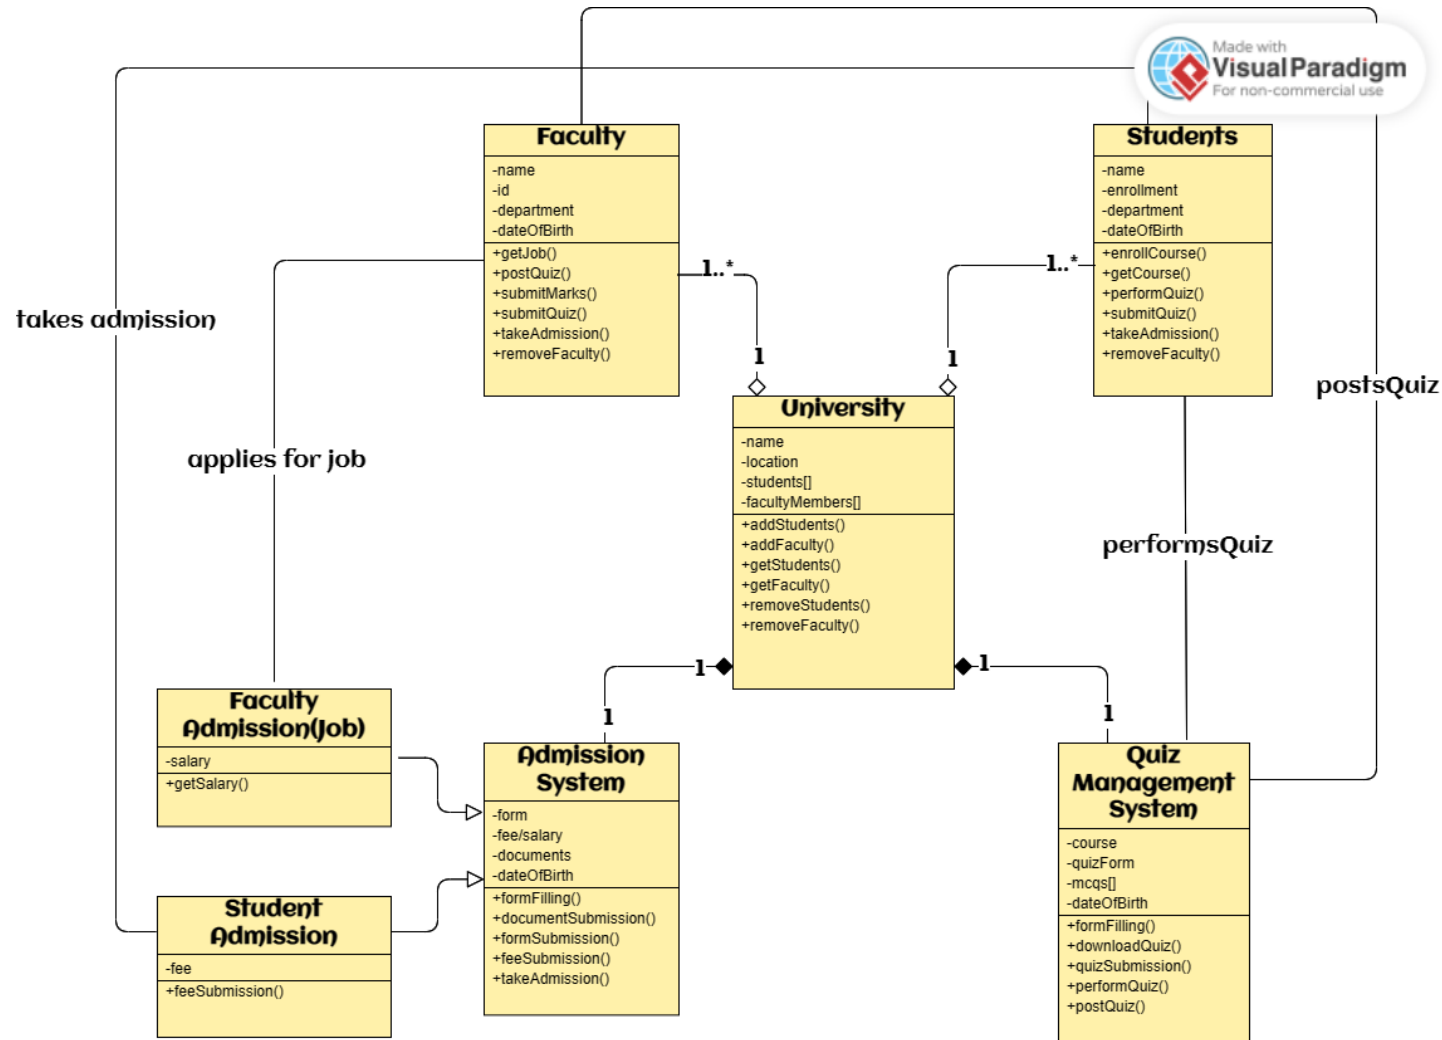 Made with
Visual Paradigm
For non-commercial use
Faculty
-name
-id
-department
-dateOfBirth
+getJob()
+postQuiz()
+submitMarks()
+submitQuiz()
+takeAdmission()
+removeFaculty()
Students
-name
-enrollment
-department
-dateOfBirth
+enrollCourse()
+getCourse()
+performQuiz()
+submitQuiz()
+takeAdmission()
+removeFaculty()
1..*
1
1..*
1
takes admission
applies for job
postsQuiz
performsQuiz
University
-name
-location
-students[]
-facultyMembers[]
+addStudents()
+addFaculty()
+getStudents()
+getFaculty()
+removeStudents()
+removeFaculty()
1
1
1
1
Faculty
Admission(Job)
-salary
+getSalary()
Admission
System
-form
-fee/salary
-documents
-dateOfBirth
+formFilling()
+documentSubmission()
+formSubmission()
+feeSubmission()
+takeAdmission()
Quiz
Management
System
-course
-quizForm
-mcqs[]
-dateOfBirth
+formFilling()
+downloadQuiz()
+quizSubmission()
+performQuiz()
+postQuiz()
Student
Admission
-fee
+feeSubmission()